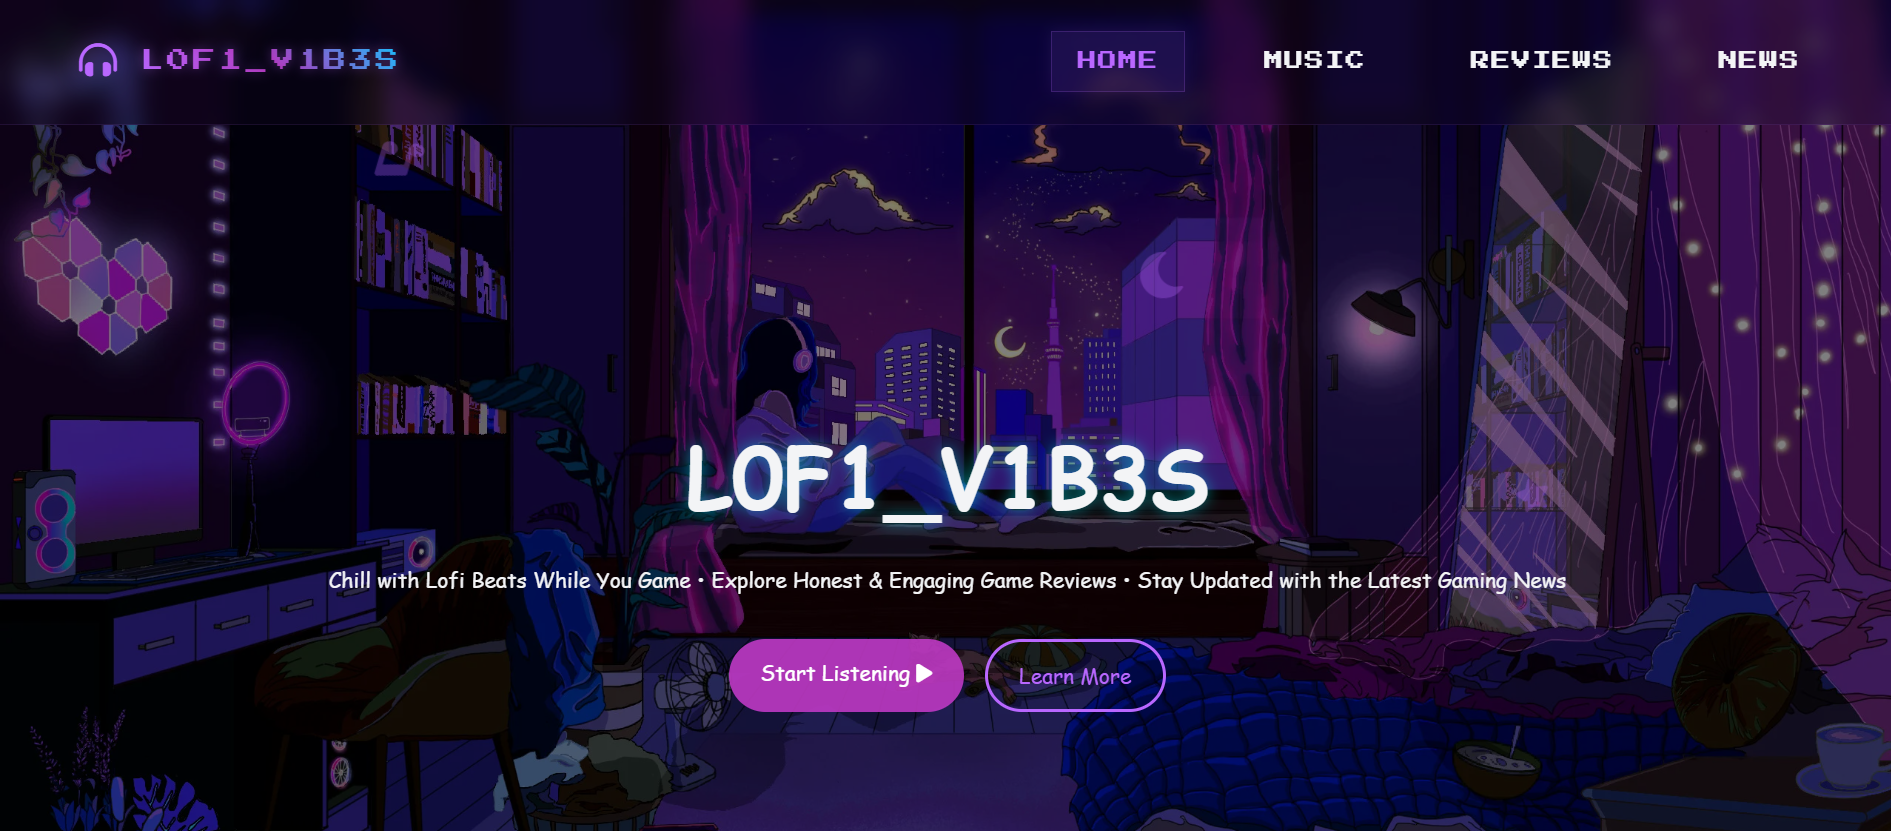 L0F1_V1B3S
HOME
MUSIC
REVIEWS
NEWS
L0F1_V1B3S
Chill with Lofi Beats While You Game • Explore Honest & Engaging Game Reviews • Stay Updated with the Latest Gaming News
Start Listening
Learn More